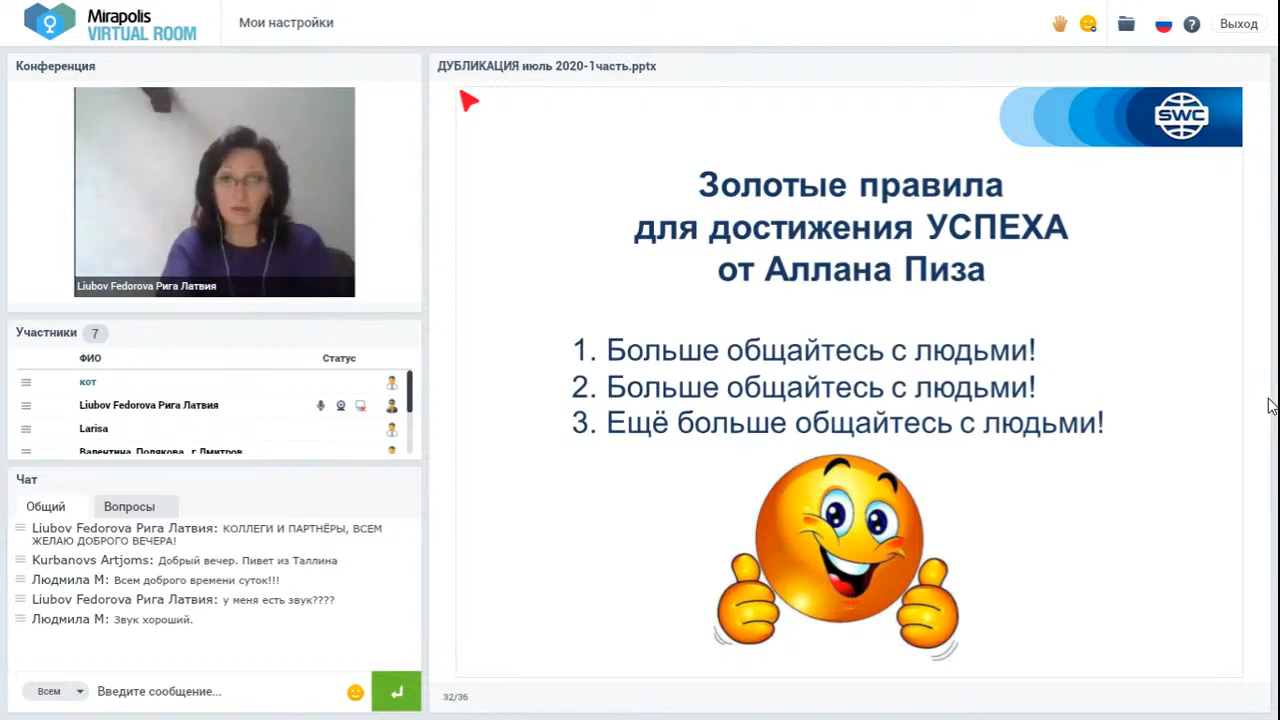 Mirapolis
VIRTUAL ROOM
Мои настройки
?
Выход
Конференция
Liubov Fedorova Рига Латвия
Участники 7
ФИО Статус
кот
Liubov Fedorova Рига Латвия
Larisa
Валентина Полякова г Дмитров
Чат
Общий Вопросы
Liubov Fedorova Рига Латвия: КОЛЛЕГИ И ПАРТНЁРЫ, ВСЕМ
ЖЕЛАЮ ДОБРОГО ВЕЧЕРА!
Kurbanovs Artjoms: Добрый вечер. Пивет из Таллина
Людмила М: Всем доброго времени суток!!!
Liubov Fedorova Рига Латвия: у меня есть звук????
Людмила М: Звук хороший.
Всем Введите сообщение...
ДУБЛИКАЦИЯ июль 2020-1часть.pptx
SWC
Золотые правила
для достижения УСПЕХА
от Аллана Пиза
1. Больше общайтесь с людьми!
2. Больше общайтесь с людьми!
3. Ещё больше общайтесь с людьми!
32/36